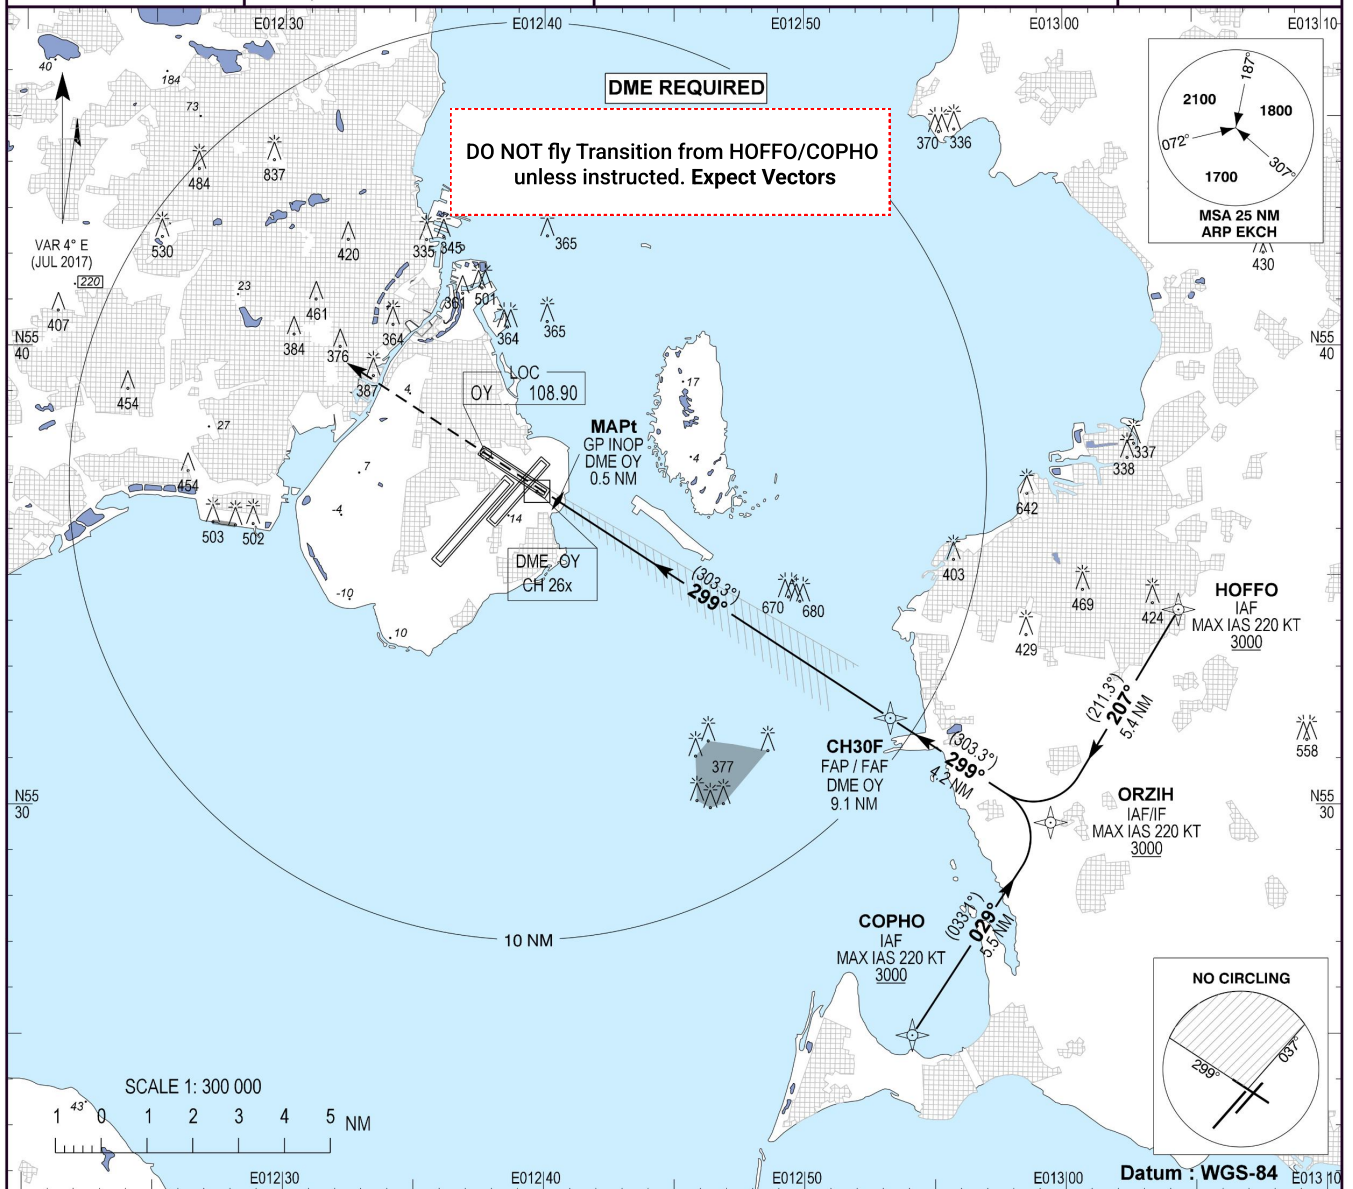 E012 30
E012 40
E012 50
E013 00
E013 10
DME REQUIRED
DO NOT fly Transition from HOFFO/COPHO
unless instructed. Expect Vectors
187°
2100
1800
072°
307°
1700
MSA 25 NM
ARP EKCH
40
184
73
484
837
370
336
VAR 4° E
(JUL 2017)
220
530
420
335
345
365
430
23
407
461
361
501
384
376
364
364
365
N55
40
N55
40
387
4
LOC
OY 108.90
17
454
27
MAPt
GP INOP
DME OY
0.5 NM
4
337
338
454
7
642
503
502
-4
14
DME OY
CH 26x
403
-10
10
(303.3°)
299°
670
680
469
424
429
HOFFO
IAF
MAX IAS 220 KT
3000
(211.3°)
207°
5.4 NM
377
CH30F
FAP / FAF
DME OY
9.1 NM
(303.3°)
299°
4.2 NM
558
ORZIH
IAF/IF
MAX IAS 220 KT
3000
N55
30
N55
30
10 NM
COPHO
IAF
MAX IAS 220 KT
3000
(033.1°)
029°
5.5 NM
NO CIRCLING
299°
037°
SCALE 1: 300 000
43
1 0 1 2 3 4 5 NM
E012 30
E012 40
E012 50
E013 00
E013 10
Datum : WGS-84